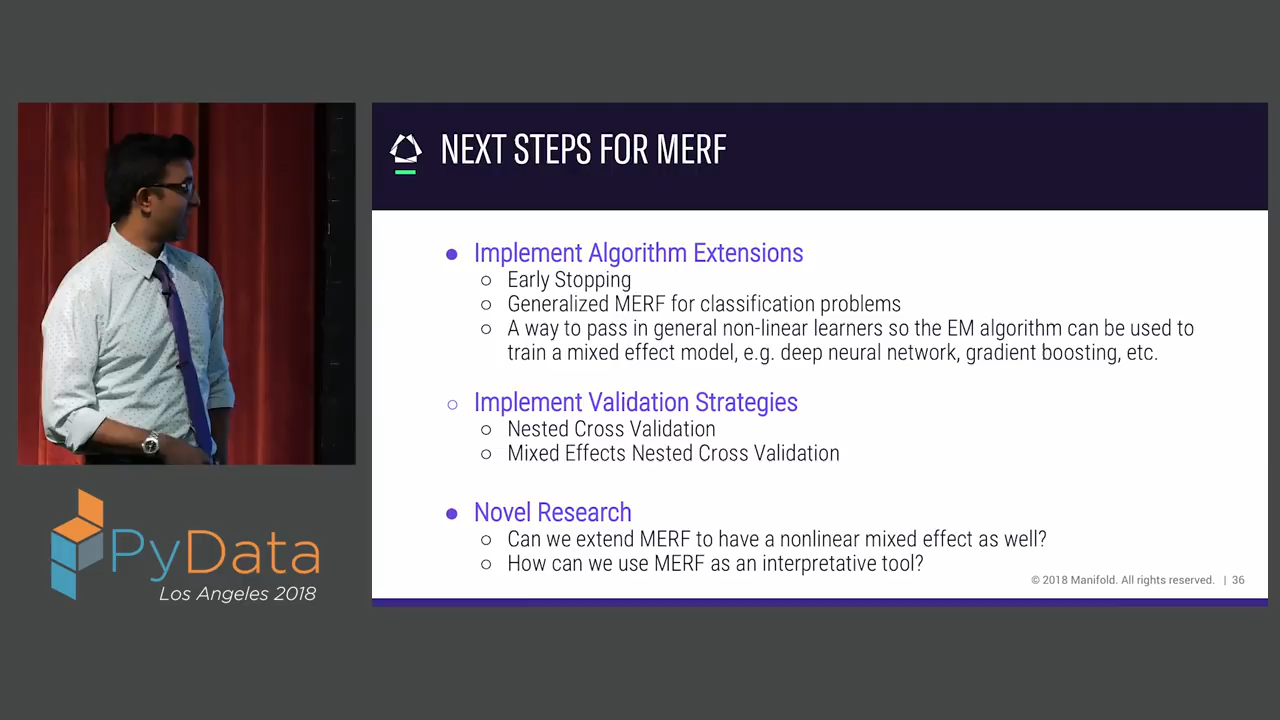 NEXT STEPS FOR MERF
● Implement Algorithm Extensions
○ Early Stopping
○ Generalized MERF for classification problems
○ A way to pass in general non-linear learners so the EM algorithm can be used to
train a mixed effect model, e.g. deep neural network, gradient boosting, etc.
○ Implement Validation Strategies
○ Nested Cross Validation
○ Mixed Effects Nested Cross Validation
● Novel Research
○ Can we extend MERF to have a nonlinear mixed effect as well?
○ How can we use MERF as an interpretative tool?
© 2018 Manifold. All rights reserved. | 36
PyData
Los Angeles 2018